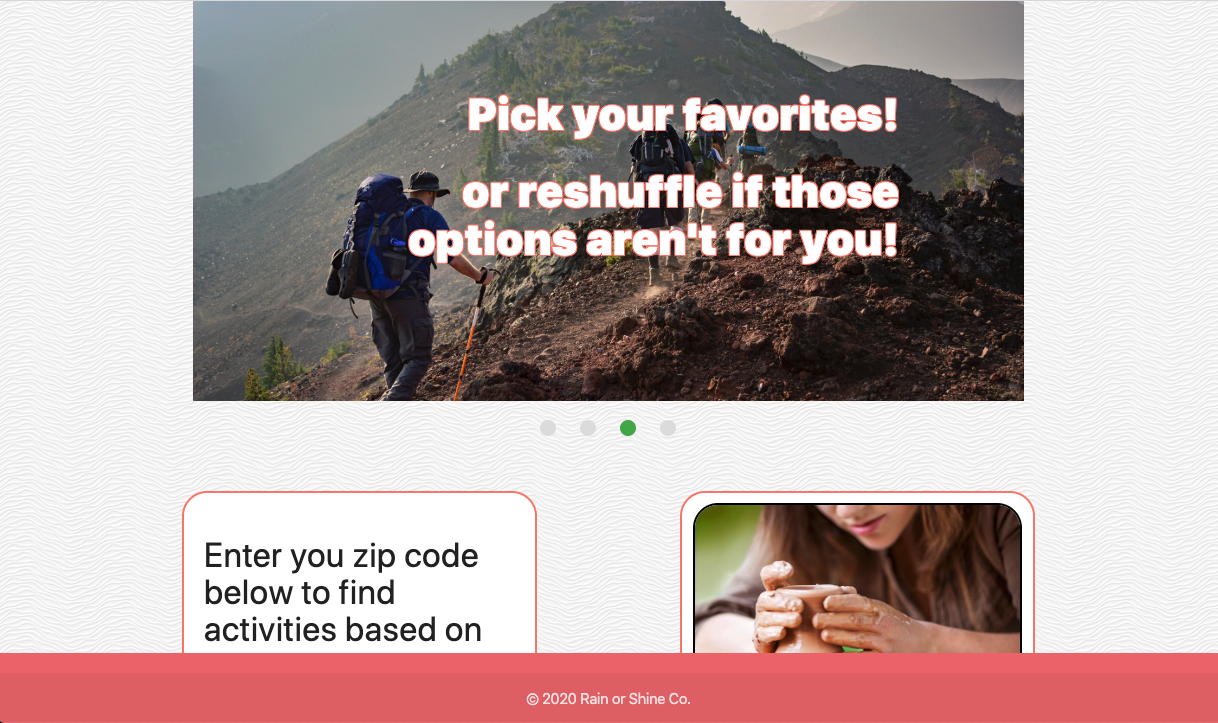 Pick your favorites!
or reshuffle if those
options aren't for you!
Enter you zip code
below to find
activities based on
© 2020 Rain or Shine Co.